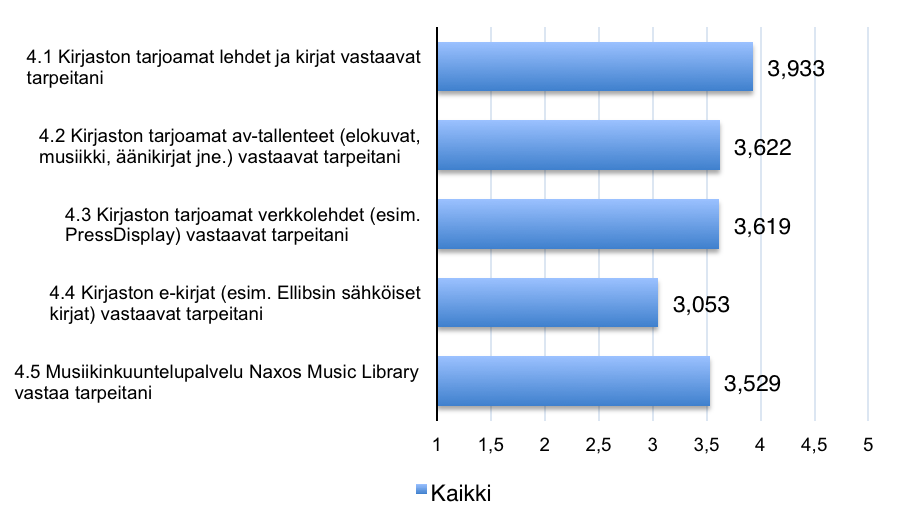 4.1 Kirjaston tarjoamat lehdet ja kirjat vastaavat
tarpeitani
3,933
4.2 Kirjaston tarjoamat av-tallenteet (elokuvat,
musiikki, äänikirjat jne.) vastaavat tarpeitani
3,622
4.3 Kirjaston tarjoamat verkkolehdet (esim.
PressDisplay) vastaavat tarpeitani
3,619
4.4 Kirjaston e-kirjat (esim. Ellibsin sähköiset
kirjat) vastaavat tarpeitani
3,053
4.5 Musiikinkuuntelupalvelu Naxos Music Library
vastaa tarpeitani
3,529
1 1,5 2 2,5 3 3,5 4 4,5 5
Kaikki